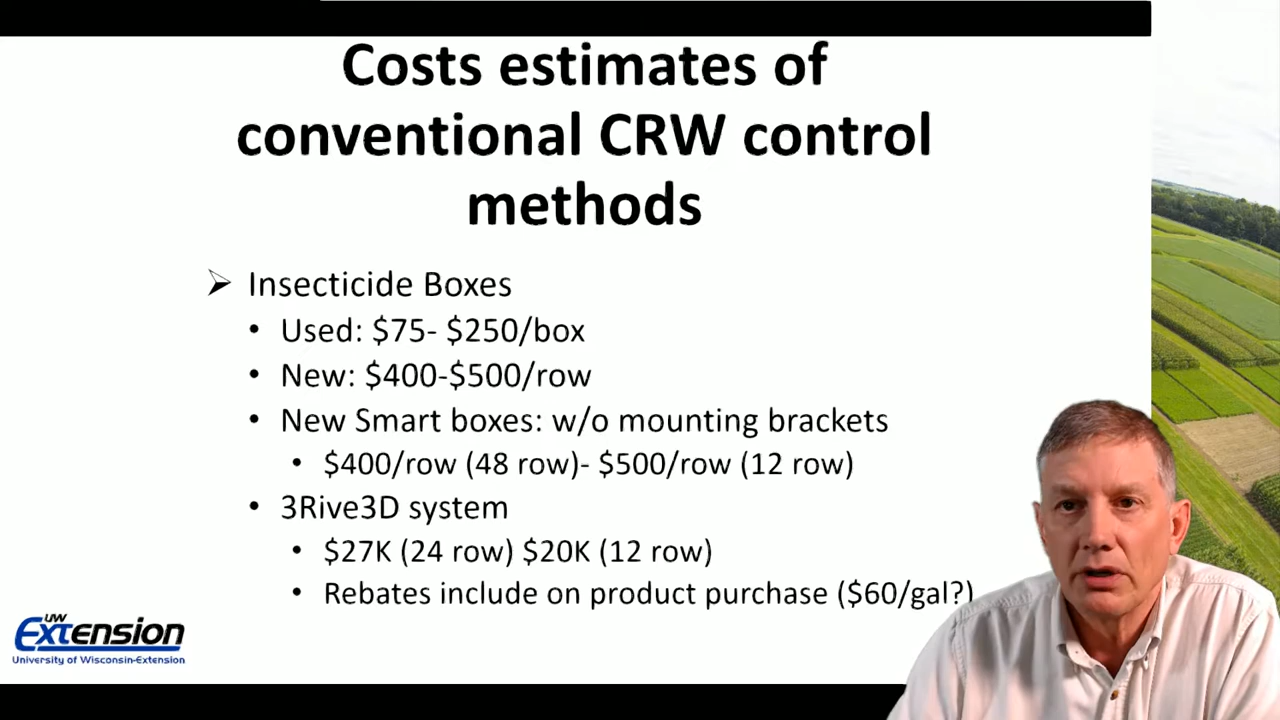 Costs estimates of
conventional CRW control
methods
➢ Insecticide Boxes
• Used: $75- $250/box
• New: $400-$500/row
• New Smart boxes: w/o mounting brackets
• $400/row (48 row)- $500/row (12 row)
• 3Rive3D system
• $27K (24 row) $20K (12 row)
• Rebates include on product purchase ($60/gal?)
UW
Extension
University of Wisconsin-Extension